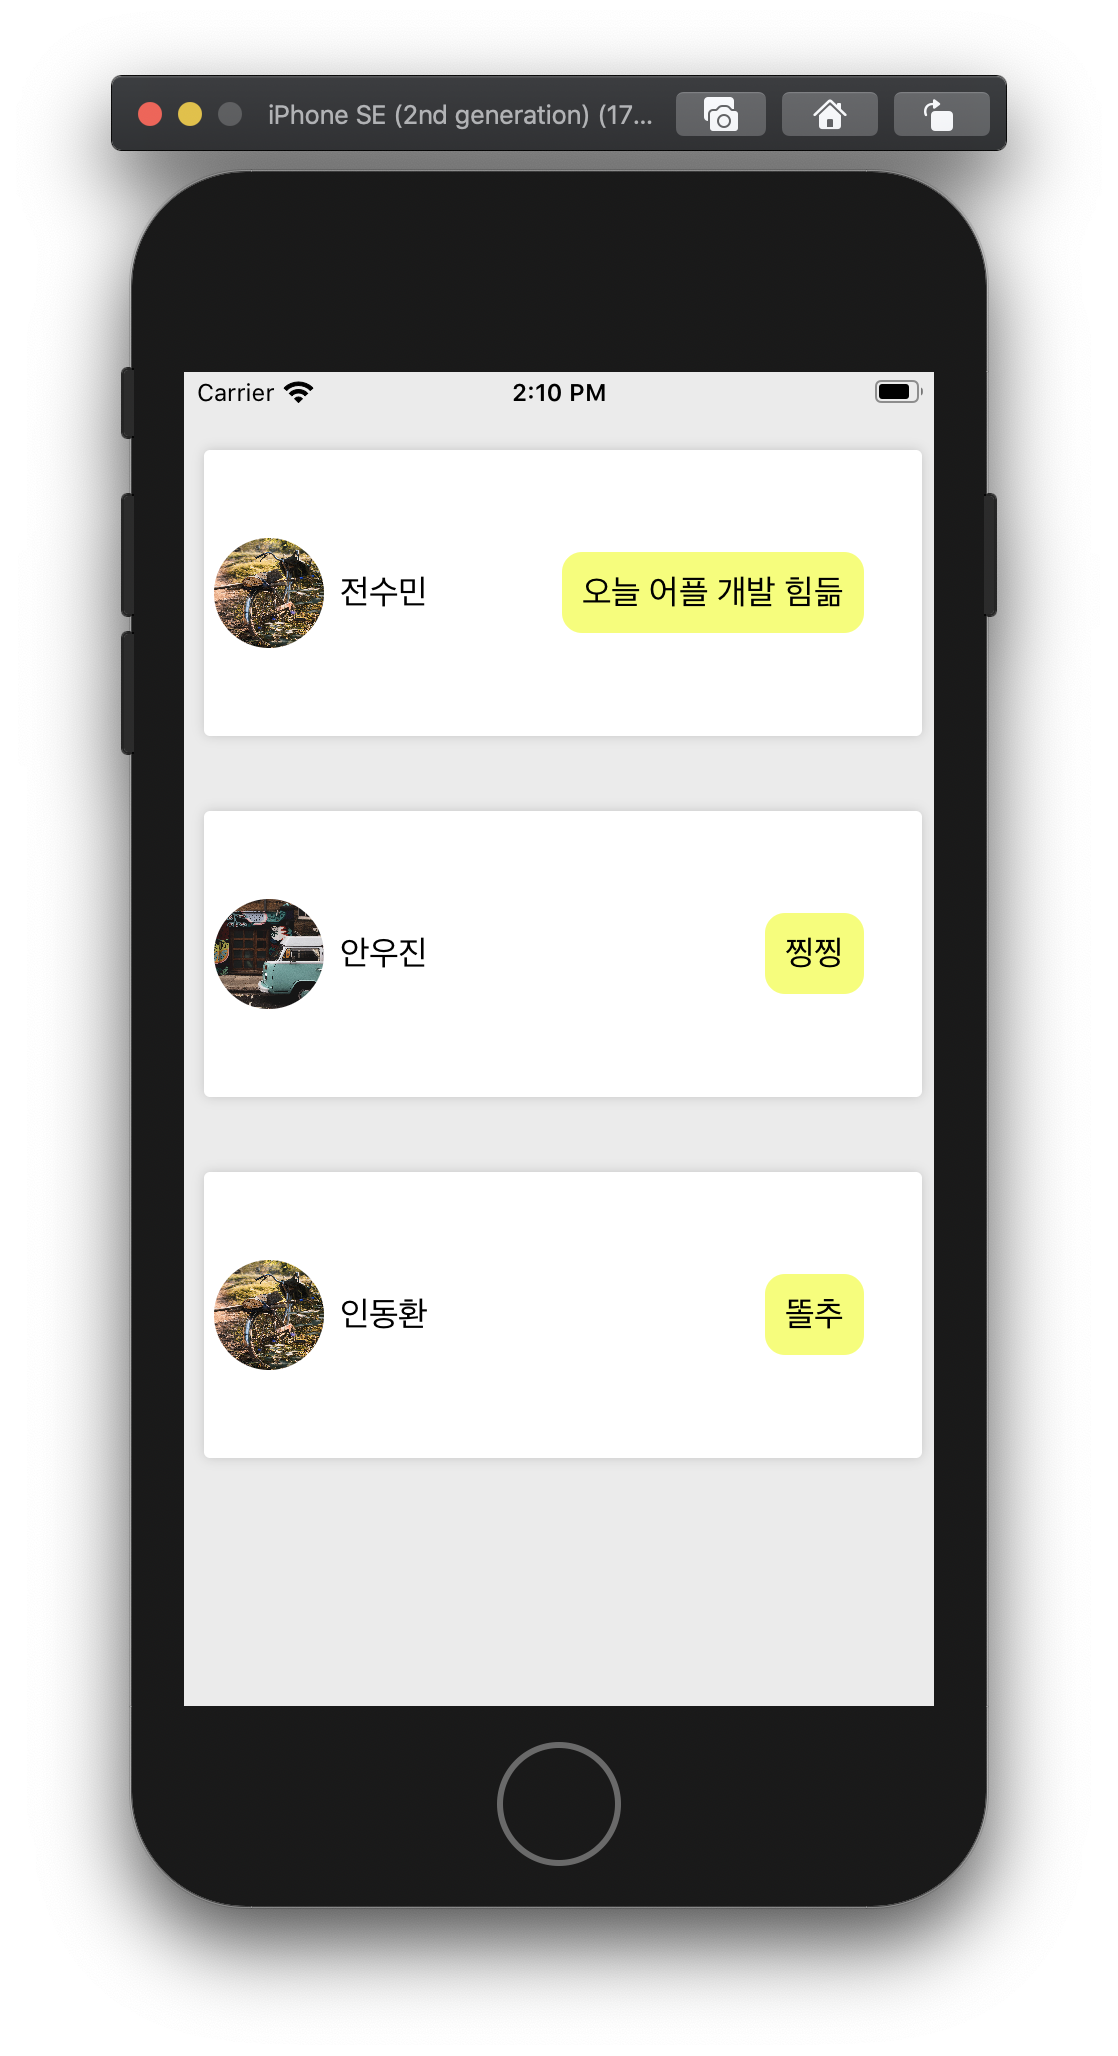 iPhone SE (2nd generation) (17...
Carrier 2:10 PM
전수민 오늘 어플 개발 힘듦
안우진 찡찡
인동환 똘추